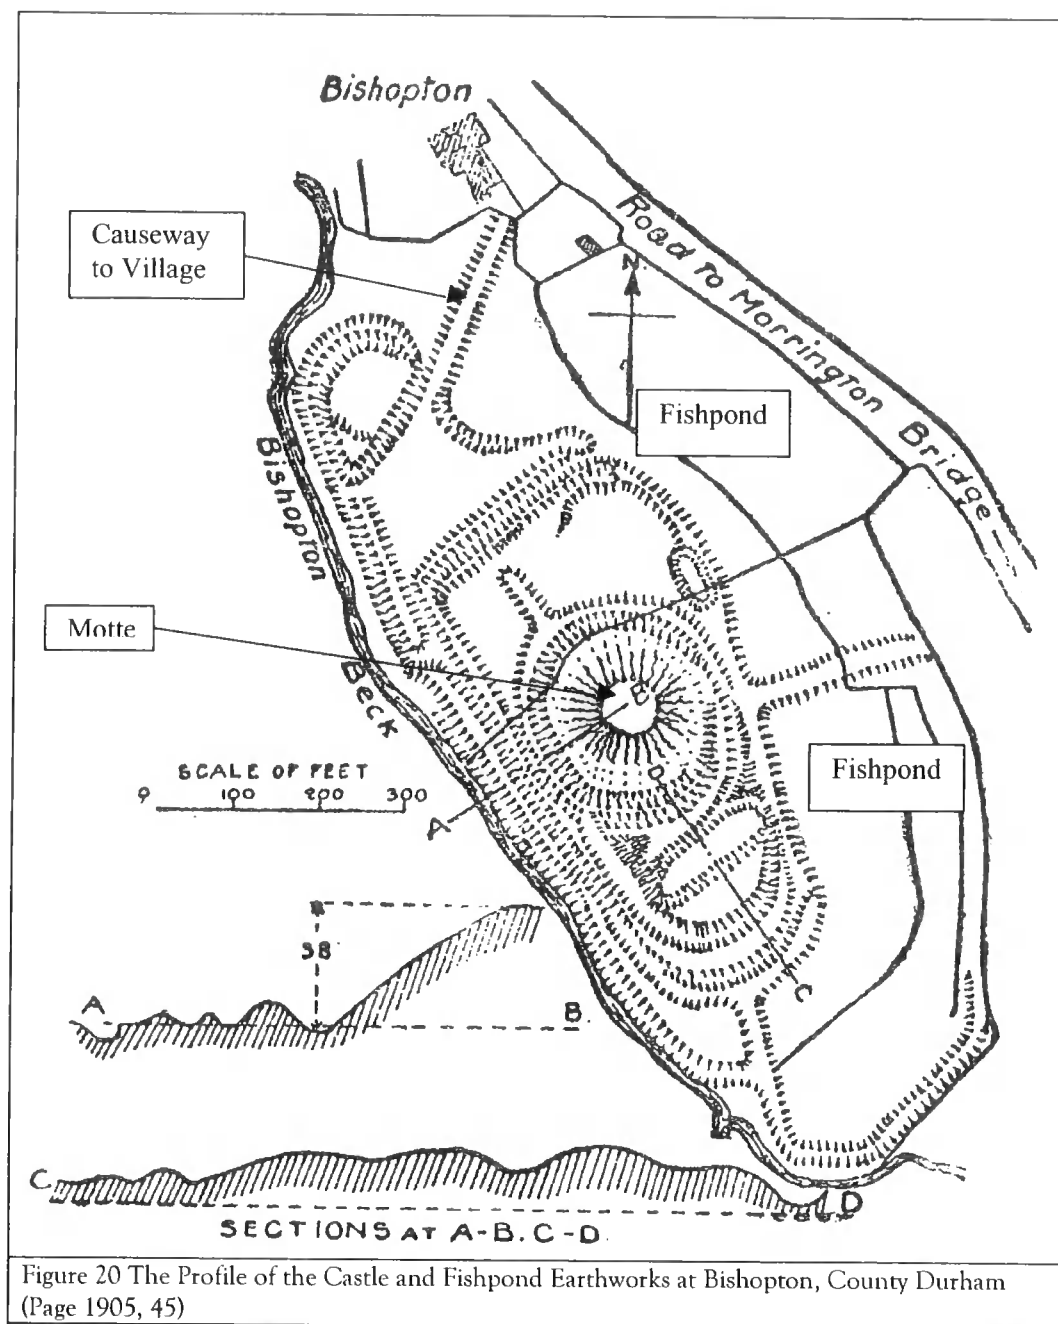 Bishopton
Causeway
to Village
Road to Morrington Bridge
N
Fishpond
Bishopton
Beck
Motte
B
D
Fishpond
SCALE OF FEET
0 100 200 300
A
C
38
A
B
C
D
SECTIONS AT A-B. C-D.
Figure 20 The Profile of the Castle and Fishpond Earthworks at Bishopton, County Durham
(Page 1905, 45)